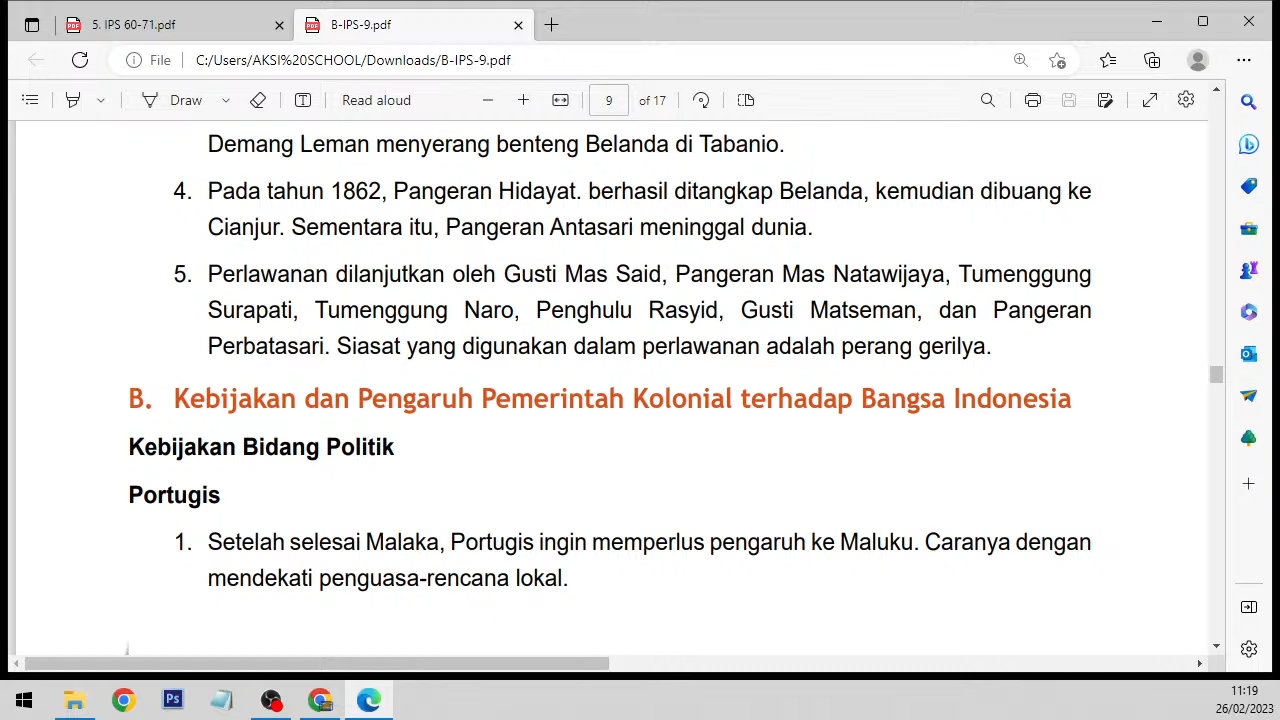 5. IPS 60-71.pdf
B-IPS-9.pdf
File
C:/Users/AKSI%20SCHOOL/Downloads/B-IPS-9.pdf
Draw
Read aloud
9
of 17
Demang Leman menyerang benteng Belanda di Tabanio.
4. Pada tahun 1862, Pangeran Hidayat. berhasil ditangkap Belanda, kemudian dibuang ke
Cianjur. Sementara itu, Pangeran Antasari meninggal dunia.
5. Perlawanan dilanjutkan oleh Gusti Mas Said, Pangeran Mas Natawijaya, Tumenggung
Surapati, Tumenggung Naro, Penghulu Rasyid, Gusti Matseman, dan Pangeran
Perbatasari. Siasat yang digunakan dalam perlawanan adalah perang gerilya.
B. Kebijakan dan Pengaruh Pemerintah Kolonial terhadap Bangsa Indonesia
Kebijakan Bidang Politik
Portugis
1. Setelah selesai Malaka, Portugis ingin memperlus pengaruh ke Maluku. Caranya dengan
mendekati penguasa-rencana lokal.
Ps
11:19
26/02/2023